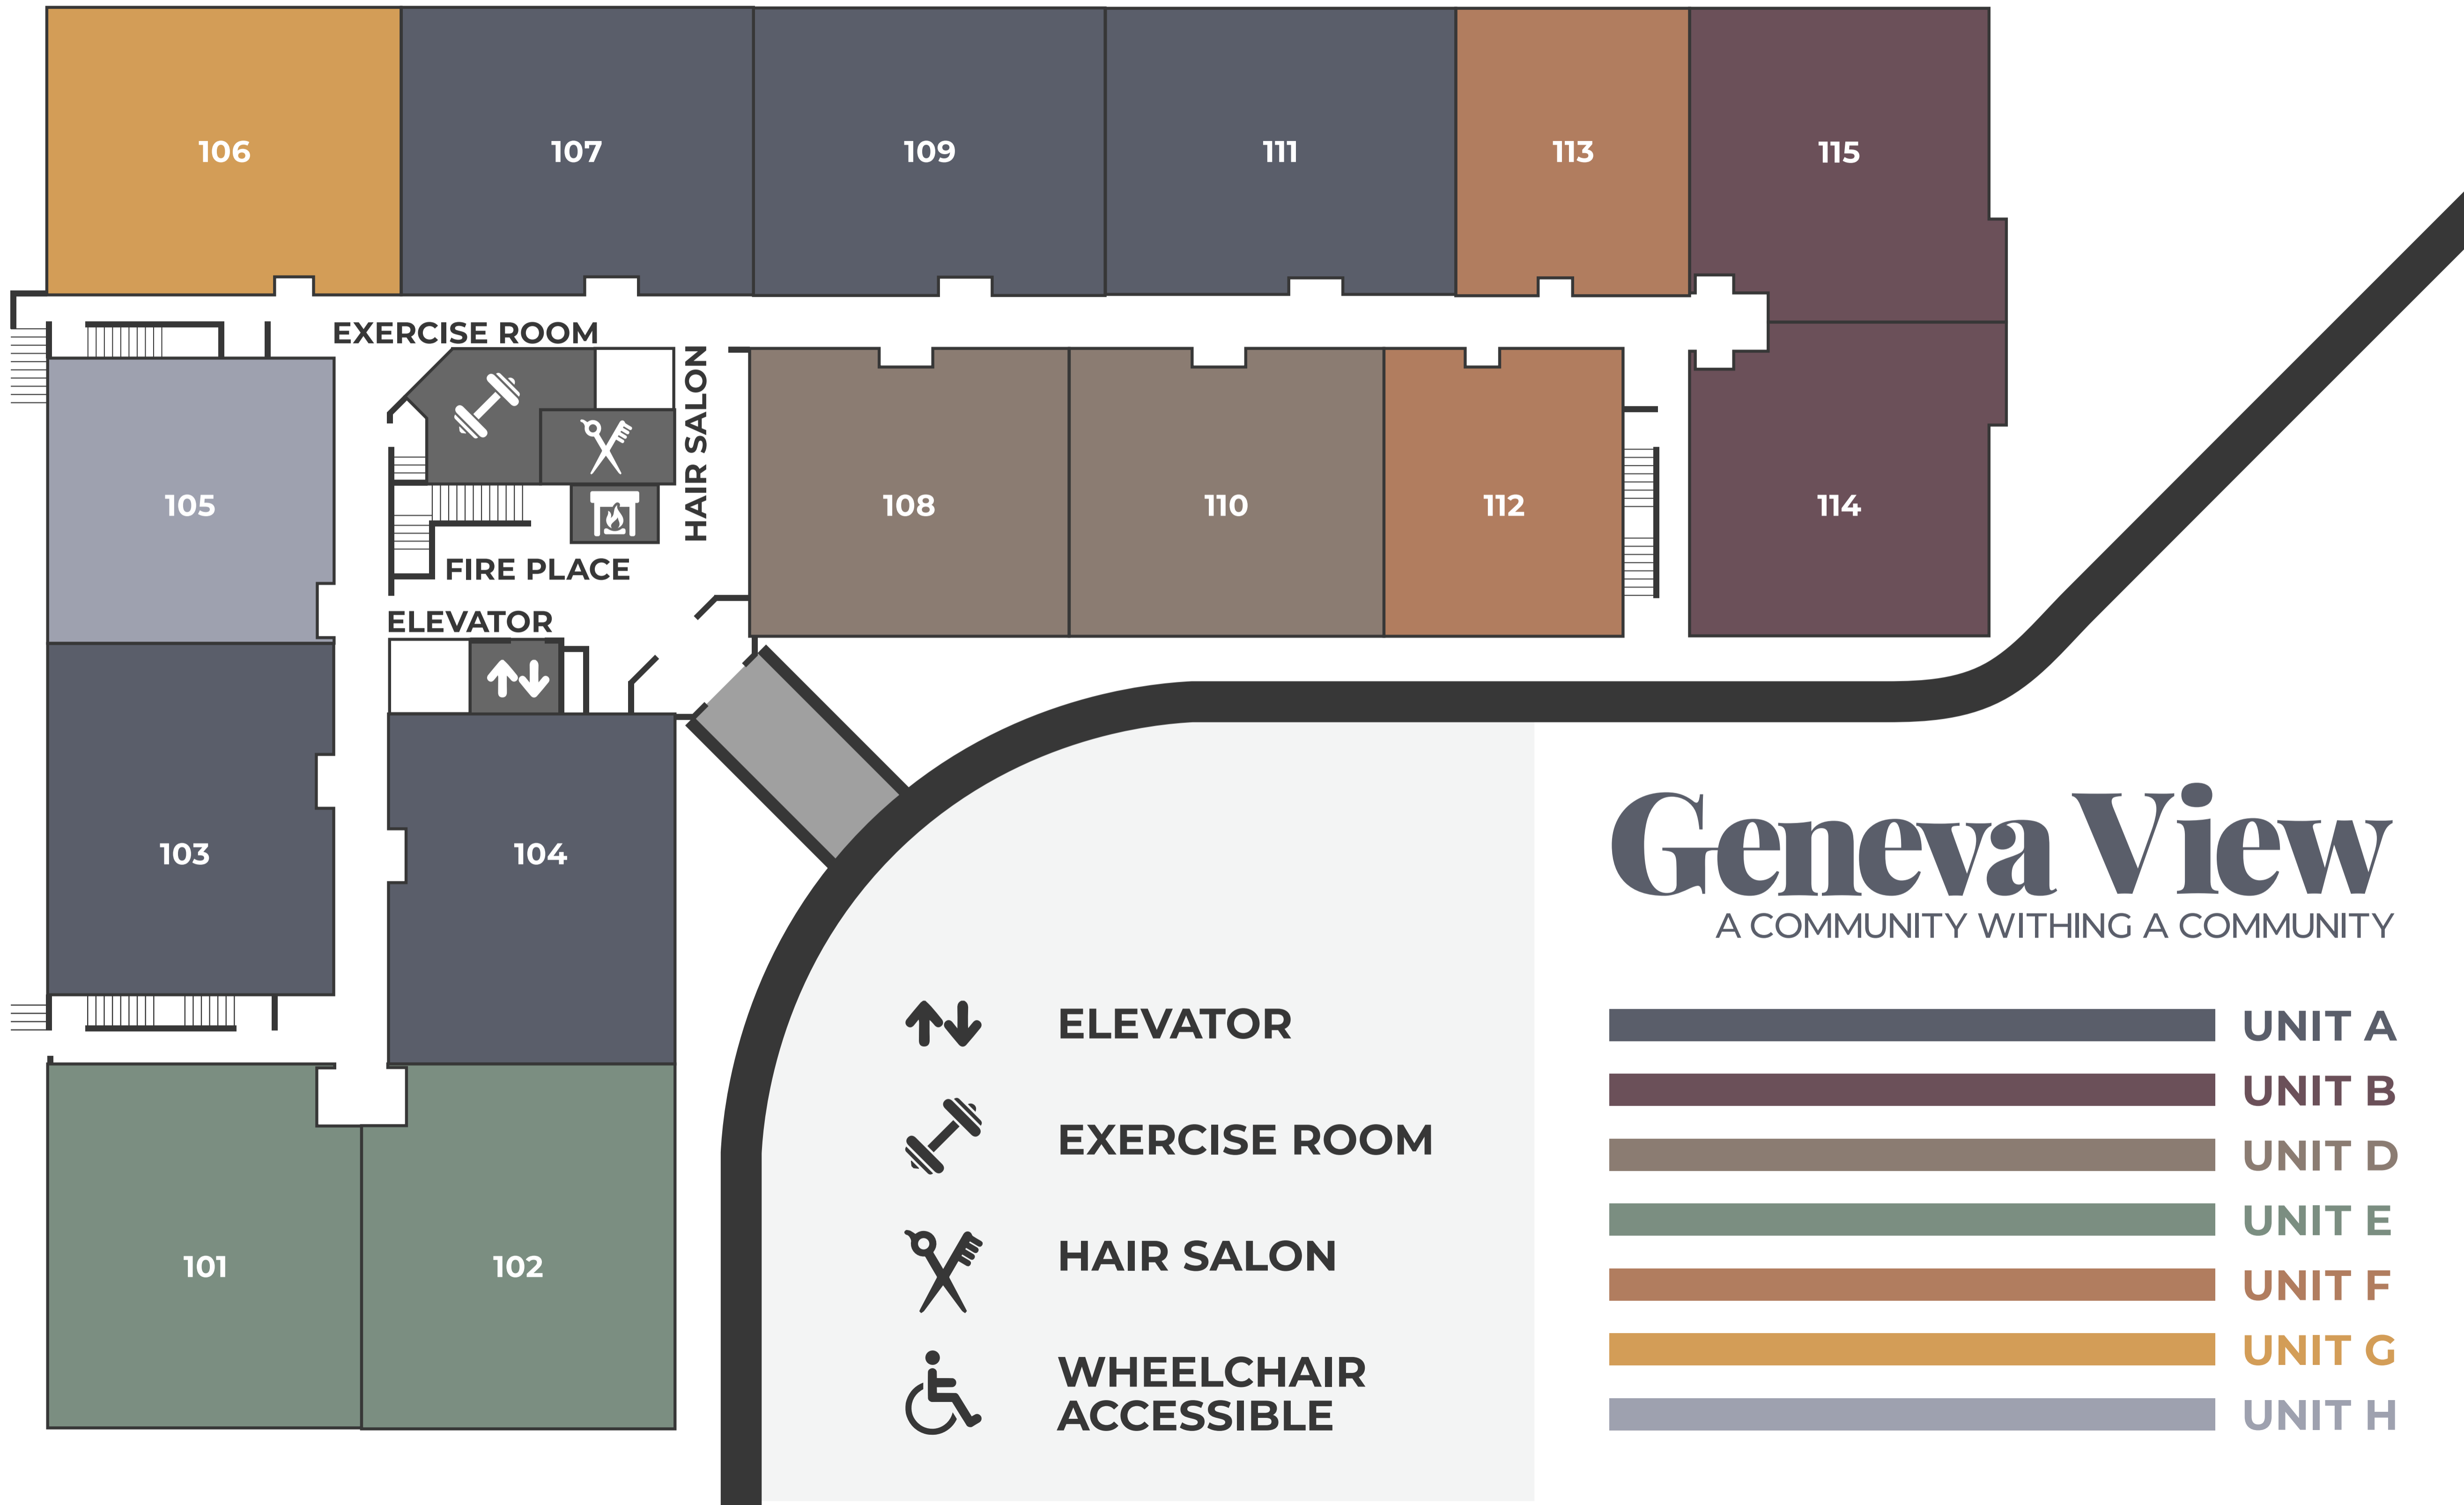 106
107
109
111
113
115
EXERCISE ROOM
HAIR SALON
105
108
110
112
114
FIRE PLACE
ELEVATOR
103
104
101
102
Geneva View
A COMMUNITY WITHING A COMMUNITY
ELEVATOR
EXERCISE ROOM
HAIR SALON
WHEELCHAIR
ACCESSIBLE
UNIT A
UNIT B
UNIT D
UNIT E
UNIT F
UNIT G
UNIT H